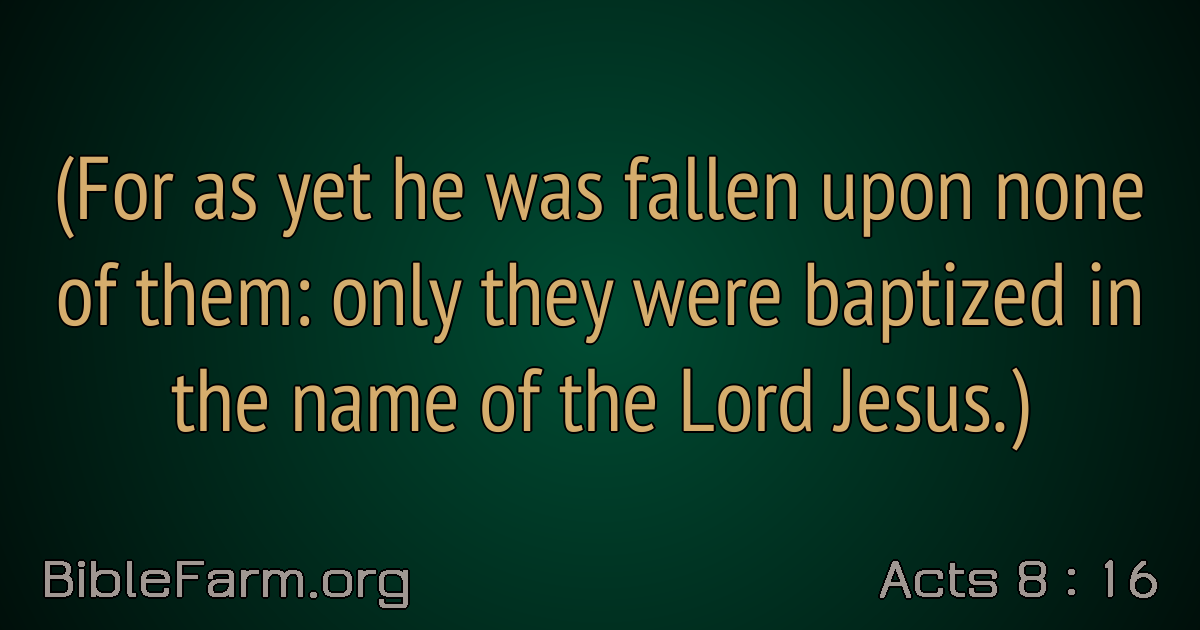 (For as yet he was fallen upon none
of them: only they were baptized in
the name of the Lord Jesus.)
BibleFarm.org
Acts 8 : 16